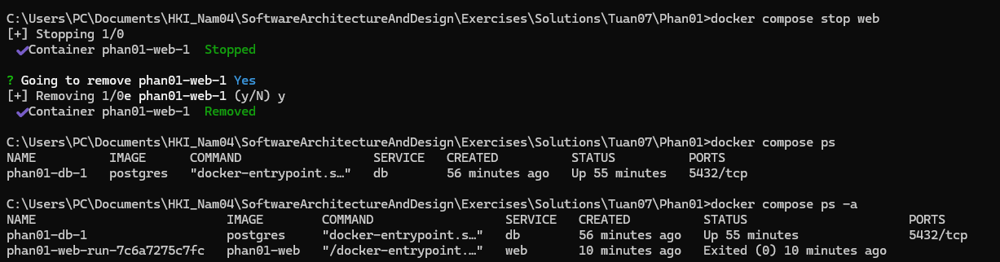 C:\Users\PC\Documents\HKI_Nam04\SoftwareArchitectureAndDesign\Exercises\Solutions\Tuan07\Phan01>docker compose stop web
[+] Stopping 1/0
✔Container phan01-web-1  Stopped
? Going to remove phan01-web-1 Yes
[+] Removing 1/0e phan01-web-1 (y/N) y
✔Container phan01-web-1  Removed
C:\Users\PC\Documents\HKI_Nam04\SoftwareArchitectureAndDesign\Exercises\Solutions\Tuan07\Phan01>docker compose ps
NAME          IMAGE      COMMAND                  SERVICE   CREATED          STATUS          PORTS
phan01-db-1   postgres   "docker-entrypoint.s…"   db        56 minutes ago   Up 55 minutes   5432/tcp
C:\Users\PC\Documents\HKI_Nam04\SoftwareArchitectureAndDesign\Exercises\Solutions\Tuan07\Phan01>docker compose ps -a
NAME                          IMAGE        COMMAND                  SERVICE   CREATED          STATUS                      PORTS
phan01-db-1                   postgres     "docker-entrypoint.s…"   db        56 minutes ago   Up 55 minutes               5432/tcp
phan01-web-run-7c6a7275c7fc   phan01-web   "/docker-entrypoint.…"   web       10 minutes ago   Exited (0) 10 minutes ago